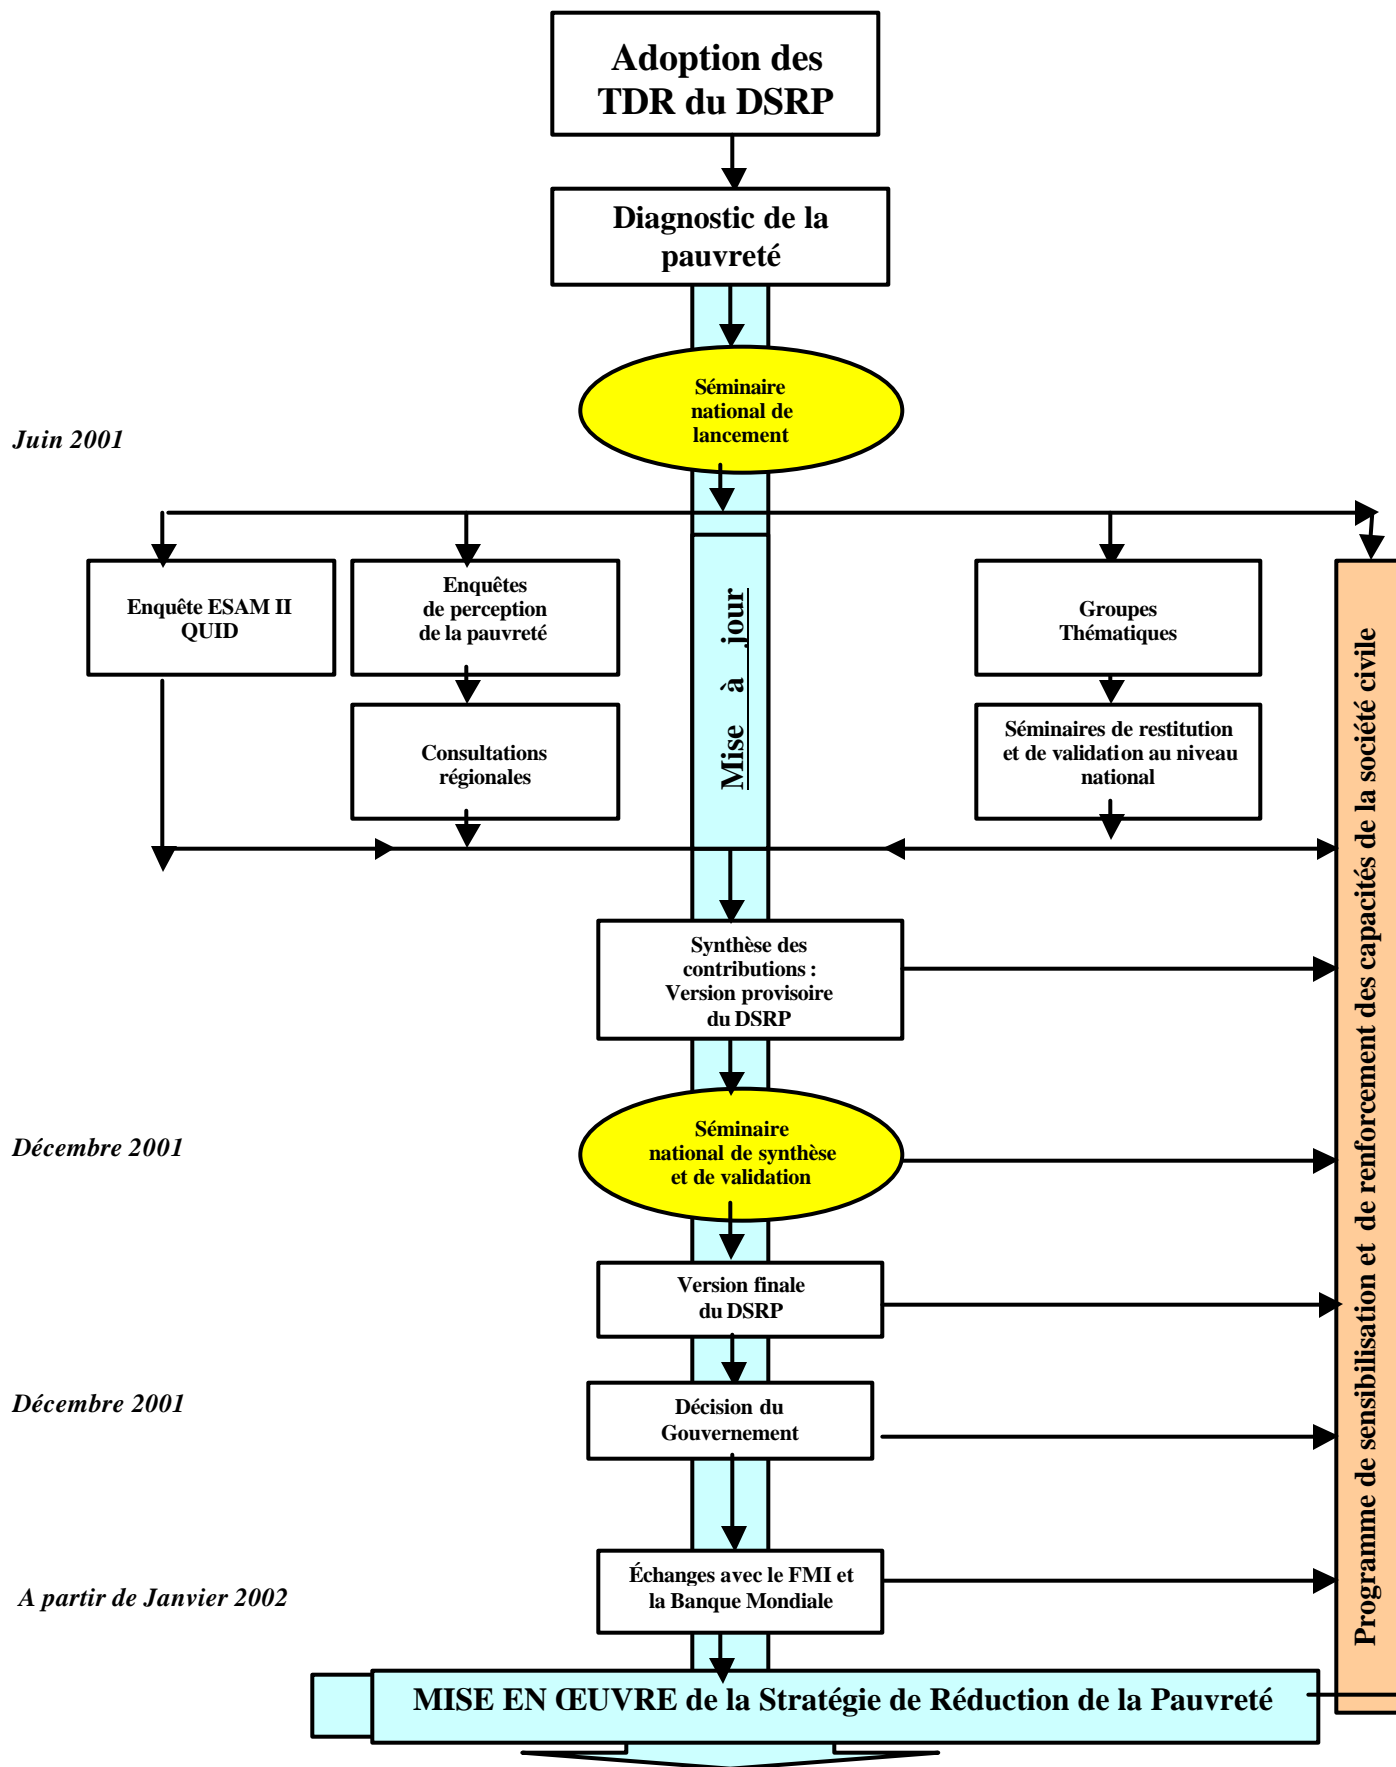 Adoption des
TDR du DSRP
Diagnostic de la
pauvreté
Séminaire
national de
lancement
Juin 2001
Enquête ESAM II
QUID
Enquêtes
de perception
de la pauvreté
Mise à jour
Groupes
Thématiques
Consultations
régionales
Séminaires de restitution
et de validation au niveau
national
Programme de sensibilisation et de renforcement des capacités de la société civile
Synthèse des
contributions :
Version provisoire
du DSRP
Décembre 2001
Séminaire
national de synthèse
et de validation
Version finale
du DSRP
Décembre 2001
Décision du
Gouvernement
A partir de Janvier 2002
Échanges avec le FMI et
la Banque Mondiale
MISE EN ŒUVRE de la Stratégie de Réduction de la Pauvreté